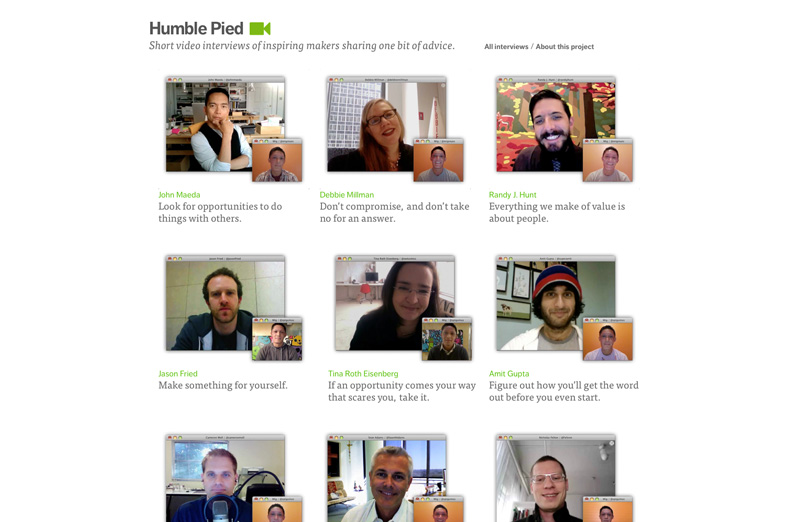 Humble Pied
Short video interviews of inspiring makers sharing one bit of advice.
All interviews / About this project
John Maeda
Look for opportunities to do
things with others.
Debbie Millman
Don't compromise, and don't take
no for an answer.
Randy J. Hunt
Everything we make of value is
about people.
Jason Fried
Make something for yourself.
Tina Roth Eisenberg
If an opportunity comes your way
that scares you, take it.
Amit Gupta
Figure out how you'll get the word
out before you even start.